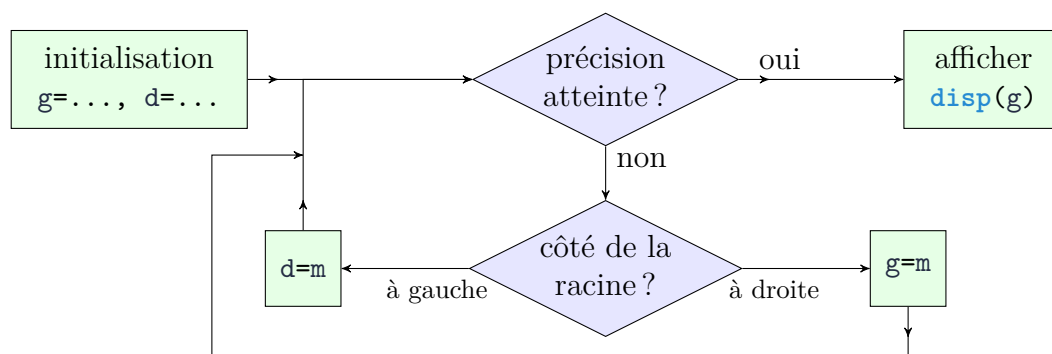 initialisation
g=..., d=...
précision
atteinte ?
oui
afficher
disp(g)
non
d=m
à gauche
côté de la
racine ?
à droite
g=m